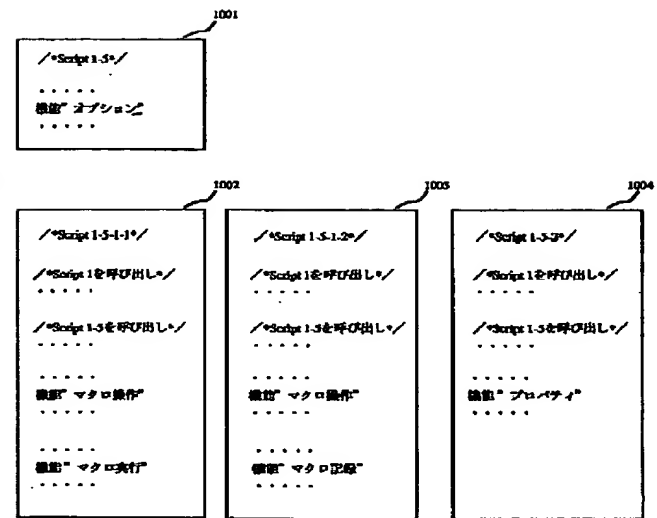 1001
/*Script 1-5*/
・・・・・
機能"オプション"
・・・・・
1002
/*Script 1-5-1-1*/
/*Script 1を呼び出し*/
・・・・・
/*Script 1-5を呼び出し*/
・・・・・
・・・・・
機能"マクロ操作"
・・・・・
・・・・・
機能"マクロ実行"
・・・・・
1003
/*Script 1-5-1-2*/
/*Script 1を呼び出し*/
・・・・・
/*Script 1-5を呼び出し*/
・・・・・
・・・・・
機能"マクロ操作"
・・・・・
・・・・・
機能"マクロ記録"
・・・・・
1004
/*Script 1-5-2*/
/*Script 1を呼び出し*/
・・・・・
/*Script 1-5を呼び出し*/
・・・・・
・・・・・
機能"プロパティ"
・・・・・